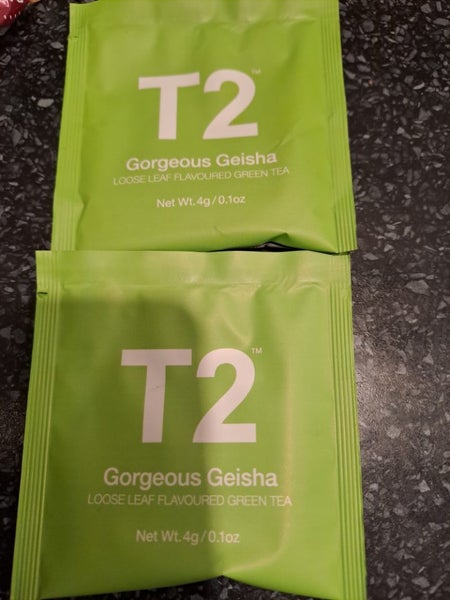 T2™
Gorgeous Geisha
LOOSE LEAF FLAVOURED GREEN TEA
Net Wt. 4g/0.1oz
T2™
Gorgeous Geisha
LOOSE LEAF FLAVOURED GREEN TEA
Net Wt. 4g/0.1oz